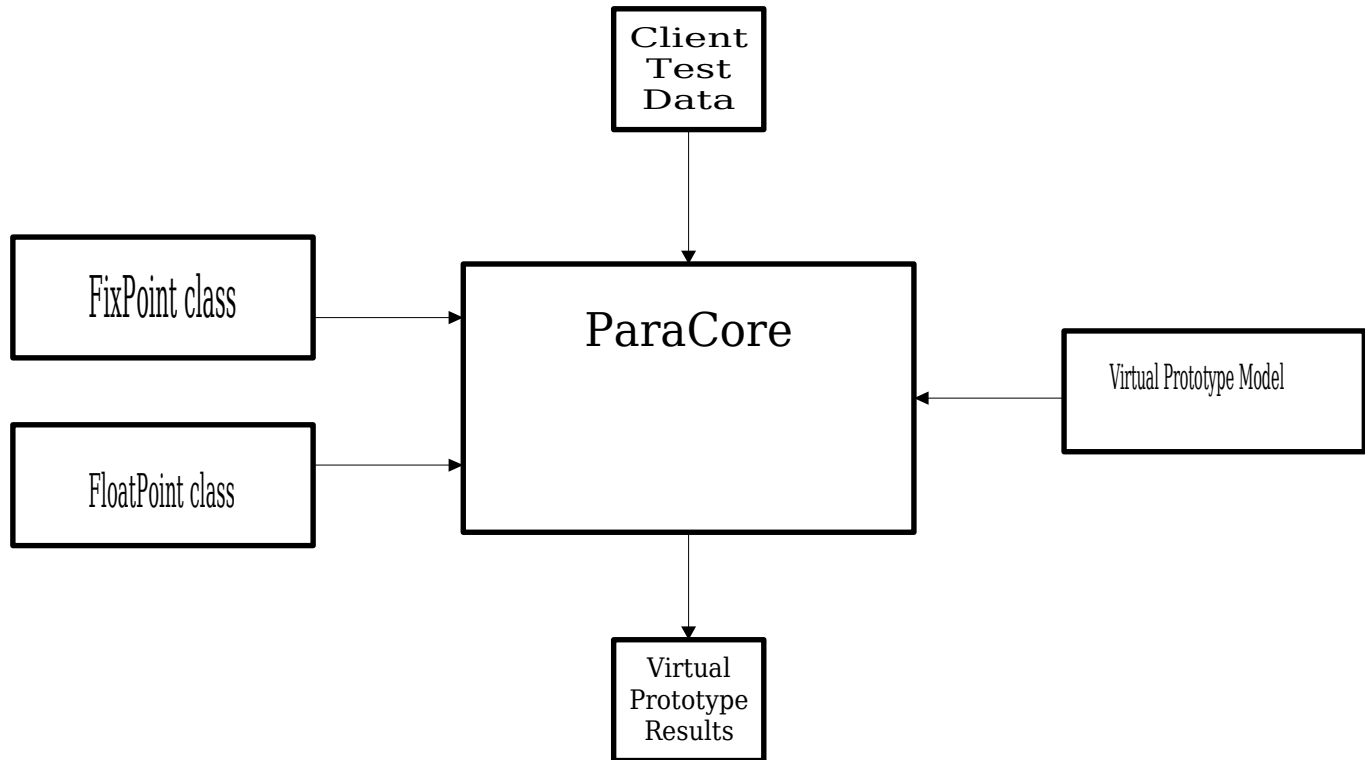 Client
Test
Data
FixPoint class
ParaCore
Virtual Prototype Model
FloatPoint class
Virtual
Prototype
Results